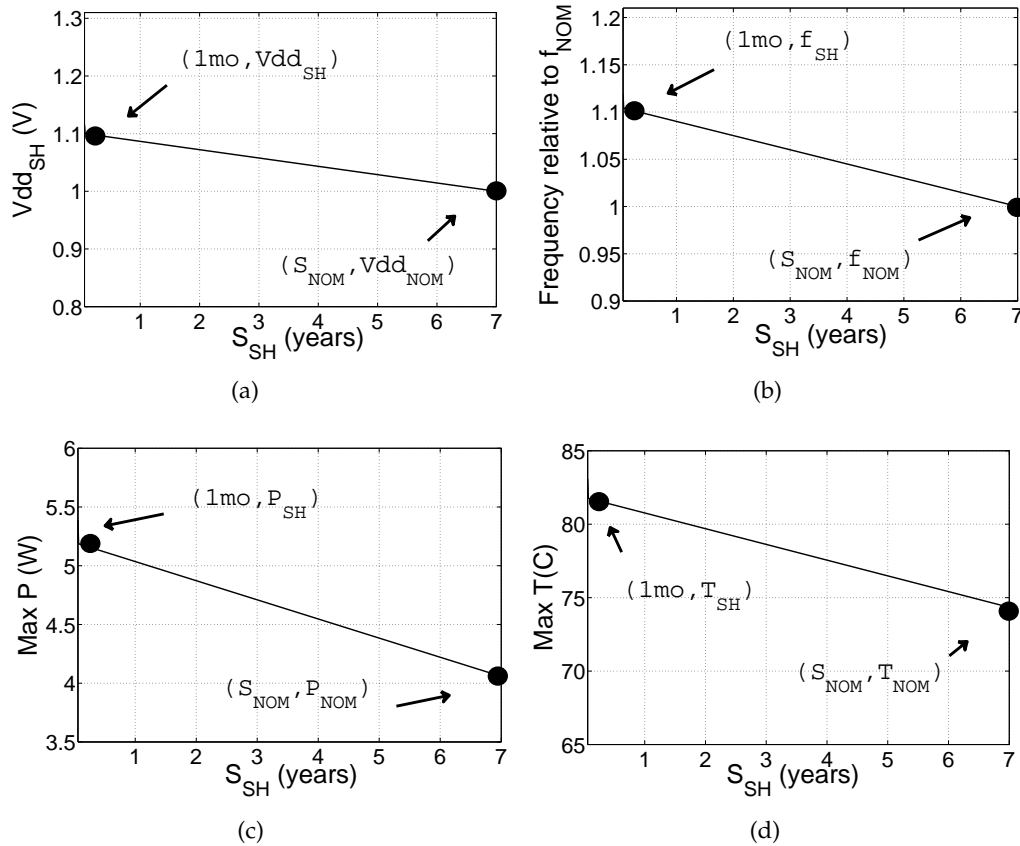 1.3
1.2
1.1
1
0.9
0.8
Vdd_SH (V)
(1mo,Vdd_SH)
(S_NOM,Vdd_NOM)
1 2 3 4 5 6 7
S_SH (years)
(a)
1.2
1.15
1.1
1.05
1
0.95
0.9
Frequency relative to f_NOM
(1mo,f_SH)
(S_NOM,f_NOM)
1 2 3 4 5 6 7
S_SH (years)
(b)
6
5.5
5
4.5
4
3.5
Max P (W)
(1mo,P_SH)
(S_NOM,P_NOM)
1 2 3 4 5 6 7
S_SH (years)
(c)
85
80
75
70
65
Max T(C)
(1mo,T_SH)
(S_NOM,T_NOM)
1 2 3 4 5 6 7
S_SH (years)
(d)